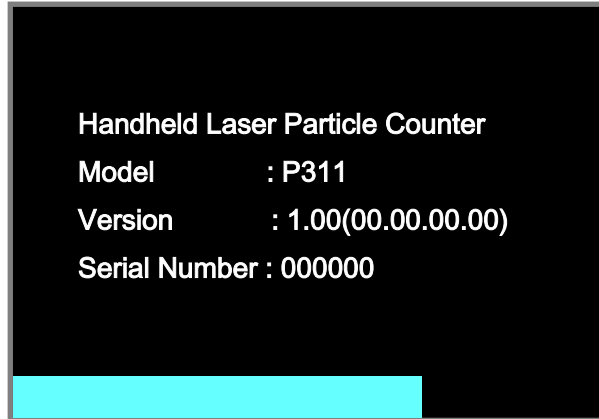 Handheld Laser Particle Counter
Model : P311
Version : 1.00(00.00.00.00)
Serial Number : 000000